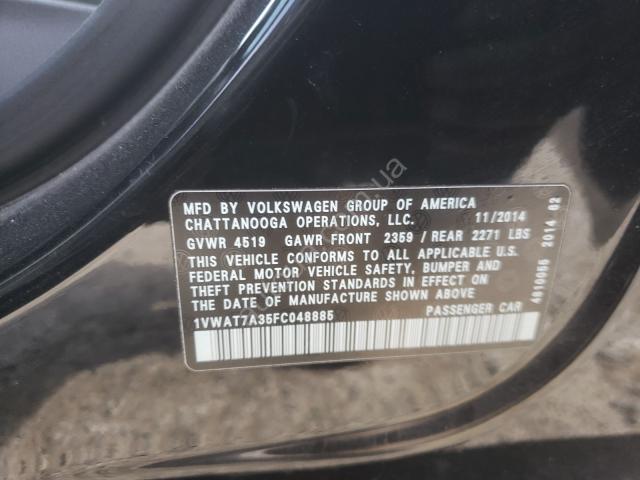 MFD BY VOLKSWAGEN GROUP OF AMERICA
CHATTANOOGA OPERATIONS, LLC. 11/2014
GVWR 4519 GAWR FRONT 2359/REAR 2271 LBS
THIS VEHICLE CONFORMS TO ALL APPLICABLE U.S.
FEDERAL MOTOR VEHICLE SAFETY, BUMPER AND
THEFT PREVENTION STANDARDS IN EFFECT ON
THE DATE OF MANUFACTURE SHOWN ABOVE
1VWAT7A35FC048885 PASSENGER CAR
4810055 2014 02